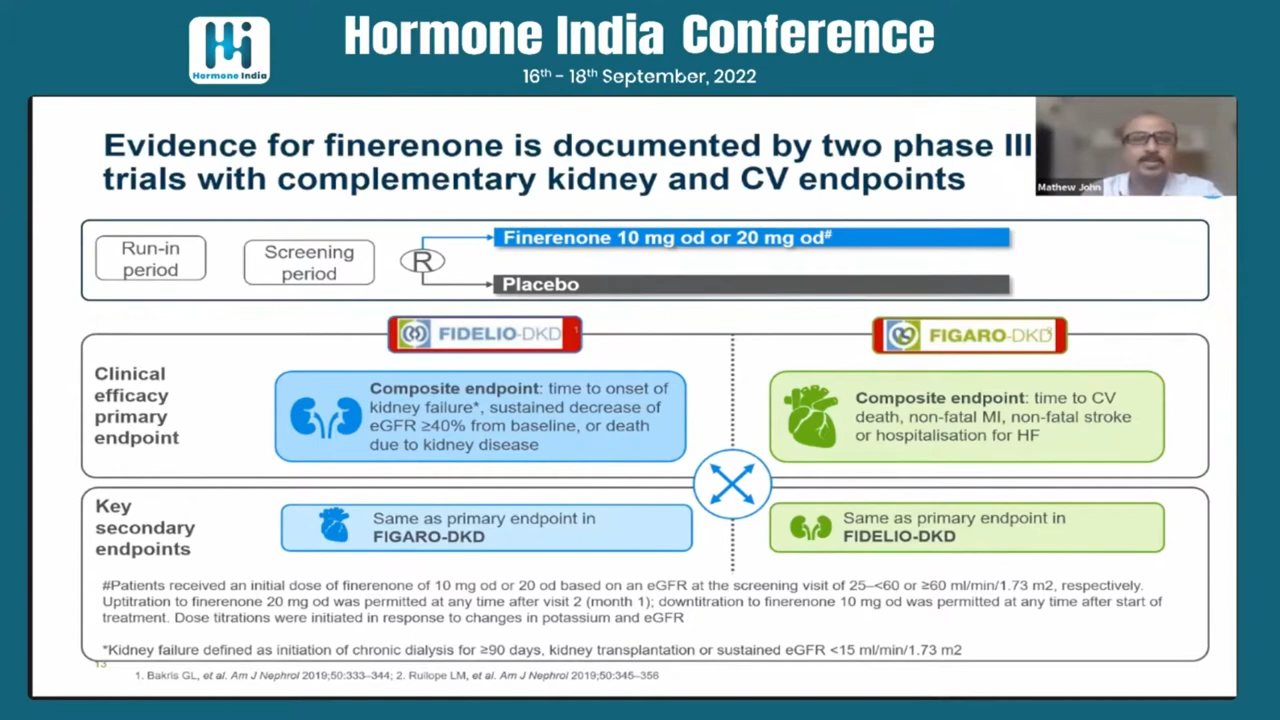 Hormone India
Hormone India Conference
16th - 18th September, 2022
Evidence for finerenone is documented by two phase III
trials with complementary kidney and CV endpoints
Mathew John
Run-in
period
Screening
period
R
Finerenone 10 mg od or 20 mg od#
Placebo
FIDELIO-DKD 1
FIGARO-DKD 2
Clinical
efficacy
primary
endpoint
Composite endpoint: time to onset of
kidney failure*, sustained decrease of
eGFR ≥40% from baseline, or death
due to kidney disease
Composite endpoint: time to CV
death, non-fatal MI, non-fatal stroke
or hospitalisation for HF
Key
secondary
endpoints
Same as primary endpoint in
FIGARO-DKD
Same as primary endpoint in
FIDELIO-DKD
#Patients received an initial dose of finerenone of 10 mg od or 20 od based on an eGFR at the screening visit of 25–<60 or ≥60 ml/min/1.73 m2, respectively.
Uptitration to finerenone 20 mg od was permitted at any time after visit 2 (month 1); downtitration to finerenone 10 mg od was permitted at any time after start of
treatment. Dose titrations were initiated in response to changes in potassium and eGFR
*Kidney failure defined as initiation of chronic dialysis for ≥90 days, kidney transplantation or sustained eGFR <15 ml/min/1.73 m2
13
1. Bakris GL, et al. Am J Nephrol 2019;50:333–344; 2. Ruilope LM, et al. Am J Nephrol 2019;50:345–356